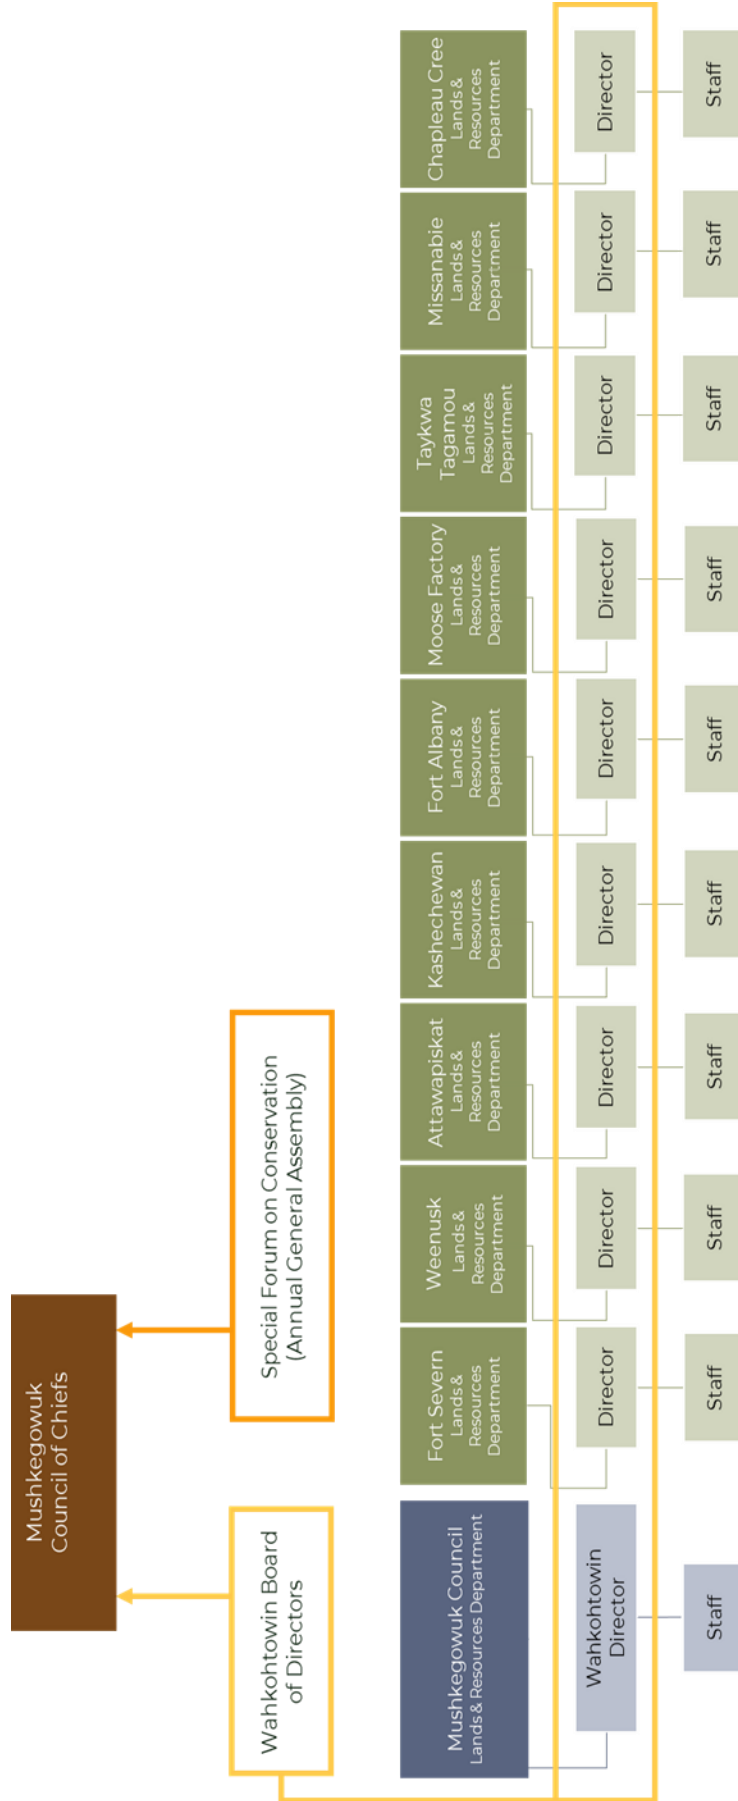 Mushkegowuk
Council of Chiefs
Wahkohtowin Board
of Directors
Special Forum on Conservation
(Annual General Assembly)
Mushkegowuk Council
Lands & Resources Department
Fort Severn
Lands &
Resources
Department
Weenusk
Lands &
Resources
Department
Attawapiskat
Lands &
Resources
Department
Kashechewan
Lands &
Resources
Department
Fort Albany
Lands &
Resources
Department
Moose Factory
Lands &
Resources
Department
Taykwa
Tagamou
Lands &
Resources
Department
Missanabie
Lands &
Resources
Department
Chapleau Cree
Lands &
Resources
Department
Wahkohtowin
Director
Director
Director
Director
Director
Director
Director
Director
Director
Director
Staff
Staff
Staff
Staff
Staff
Staff
Staff
Staff
Staff
Staff